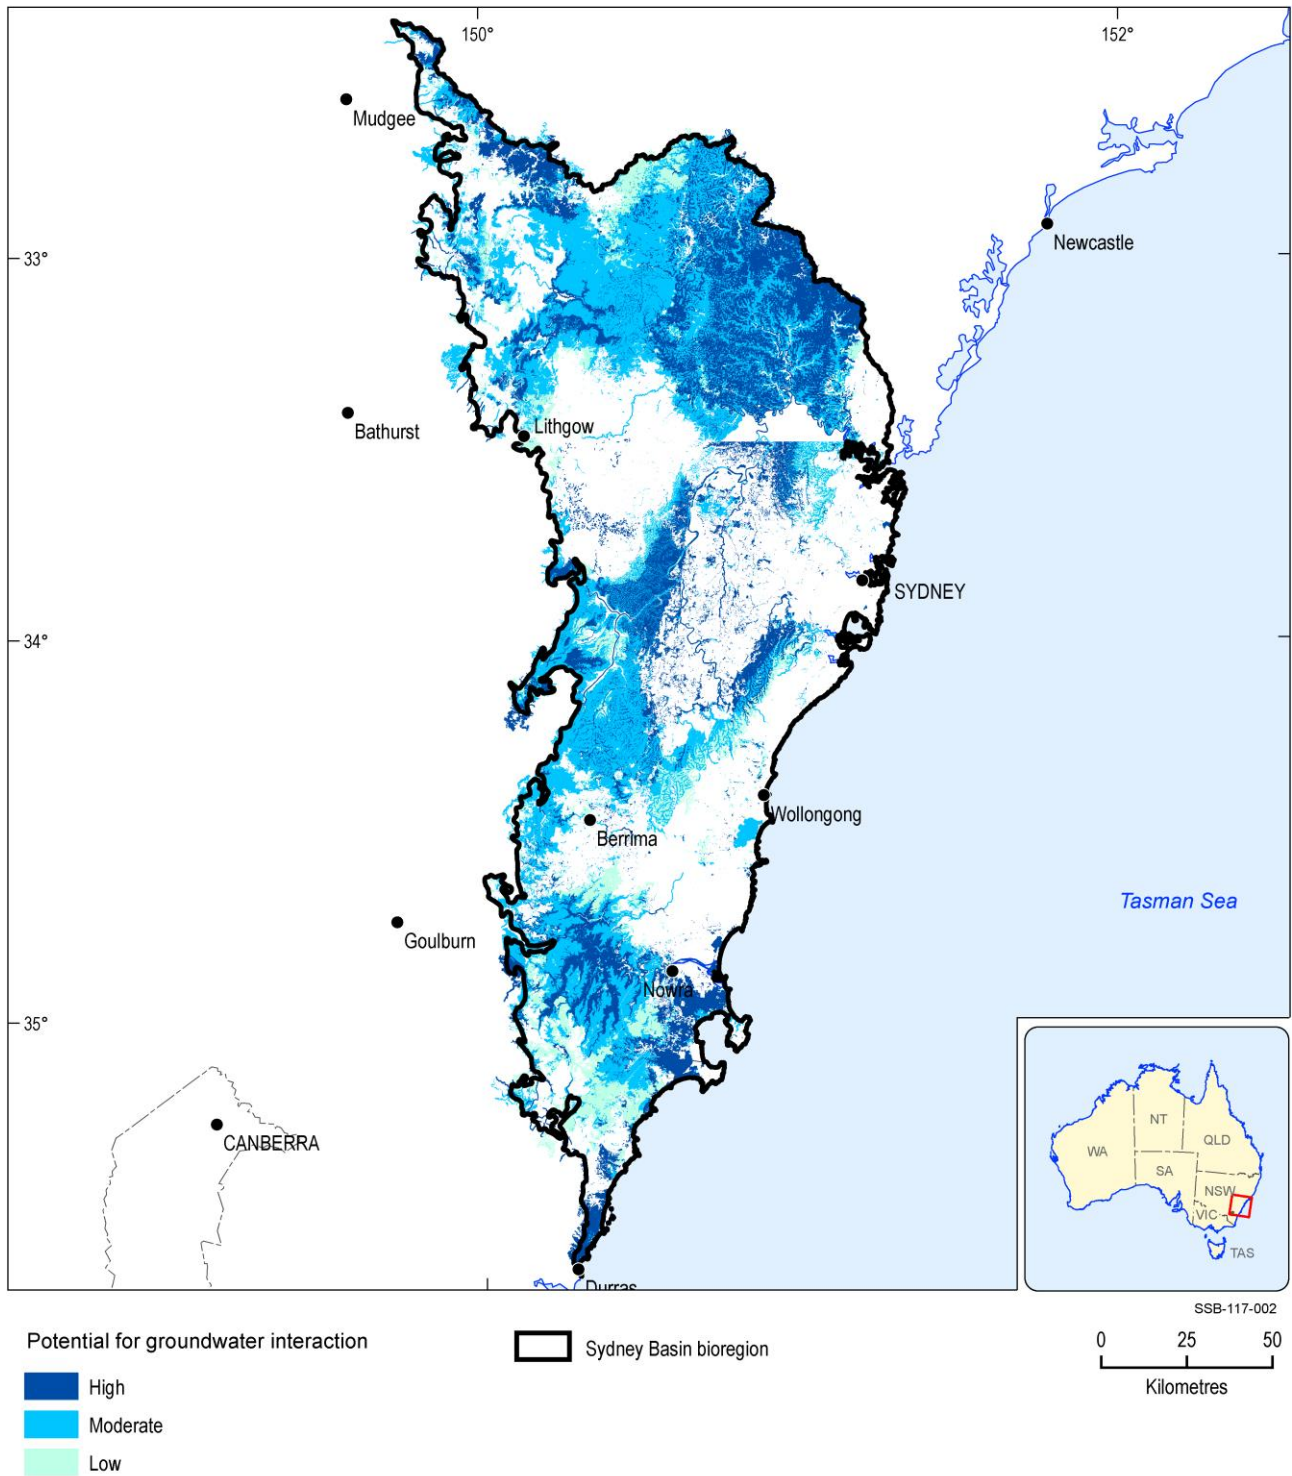 150°
152°
Mudgee
Newcastle
33°
Bathurst
Lithgow
SYDNEY
34°
Wollongong
Berrima
Tasman Sea
Goulburn
Nowra
35°
CANBERRA
Durras
NT
QLD
WA
SA
NSW
VIC
TAS
SSB-117-002
Potential for groundwater interaction
High
Moderate
Low
Sydney Basin bioregion
0 25 50
Kilometres